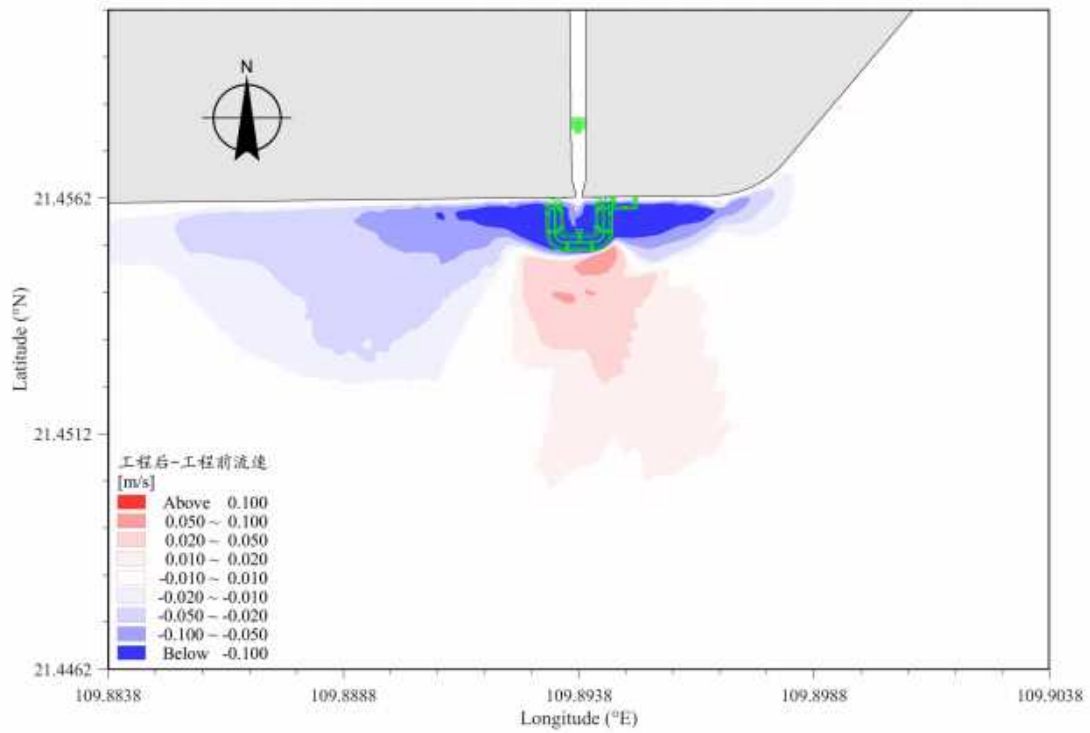 N
21.4562
21.4512
21.4462
Latitude (°N)
工程后-工程前流速
[m/s]
Above 0.100
0.050 ~ 0.100
0.020 ~ 0.050
0.010 ~ 0.020
-0.010 ~ 0.010
-0.020 ~ -0.010
-0.050 ~ -0.020
-0.100 ~ -0.050
Below -0.100
109.8838 109.8888 109.8938 109.8988 109.9038
Longitude (°E)